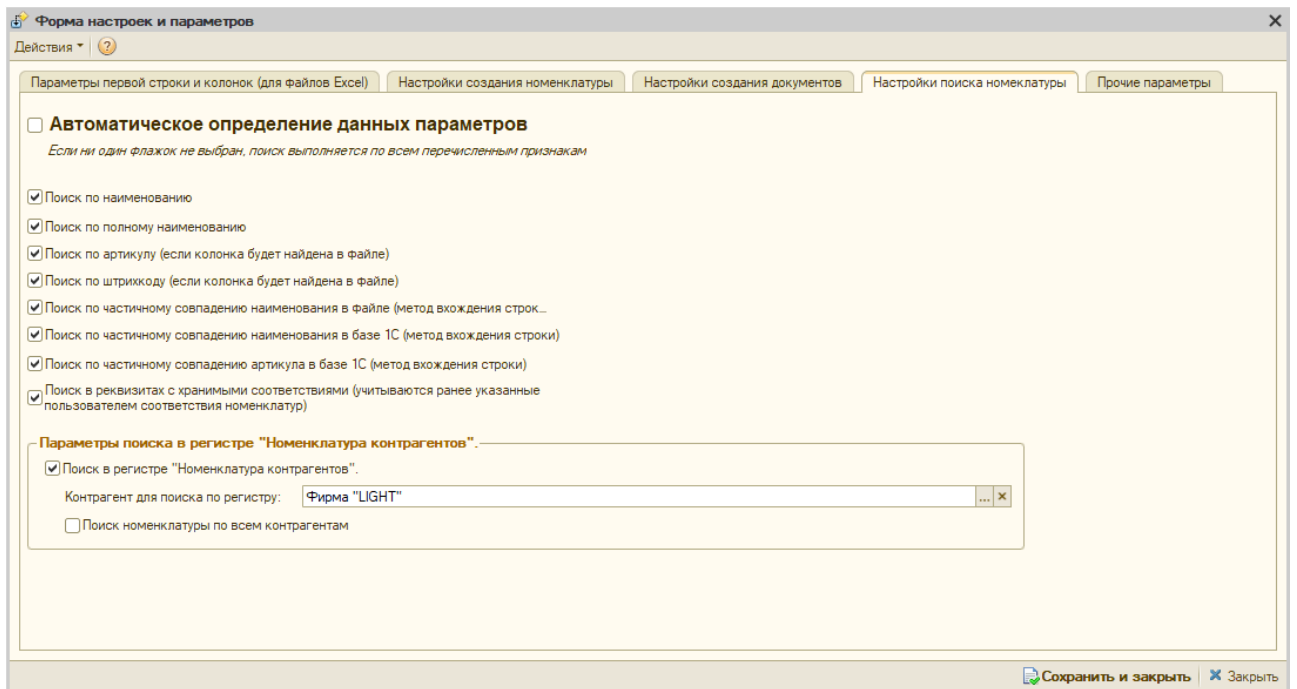 Форма настроек и параметров
Действия
Параметры первой строки и колонок (для файлов Excel) Настройки создания номенклатуры Настройки создания документов Настройки поиска номеклатуры Прочие параметры
Автоматическое определение данных параметров
Если ни один флажок не выбран, поиск выполняется по всем перечисленным признакам
Поиск по наименованию
Поиск по полному наименованию
Поиск по артикулу (если колонка будет найдена в файле)
Поиск по штрихкоду (если колонка будет найдена в файле)
Поиск по частичному совпадению наименования в файле (метод вхождения строк...
Поиск по частичному совпадению наименования в базе 1С (метод вхождения строки)
Поиск по частичному совпадению артикула в базе 1С (метод вхождения строки)
Поиск в реквизитах с хранимыми соответствиями (учитываются ранее указанные
пользователем соответствия номенклатур)
Параметры поиска в регистре "Номенклатура контрагентов".
Поиск в регистре "Номенклатура контрагентов".
Контрагент для поиска по регистру: Фирма "LIGHT" ...
Поиск номенклатуры по всем контрагентам
Сохранить и закрыть Закрыть